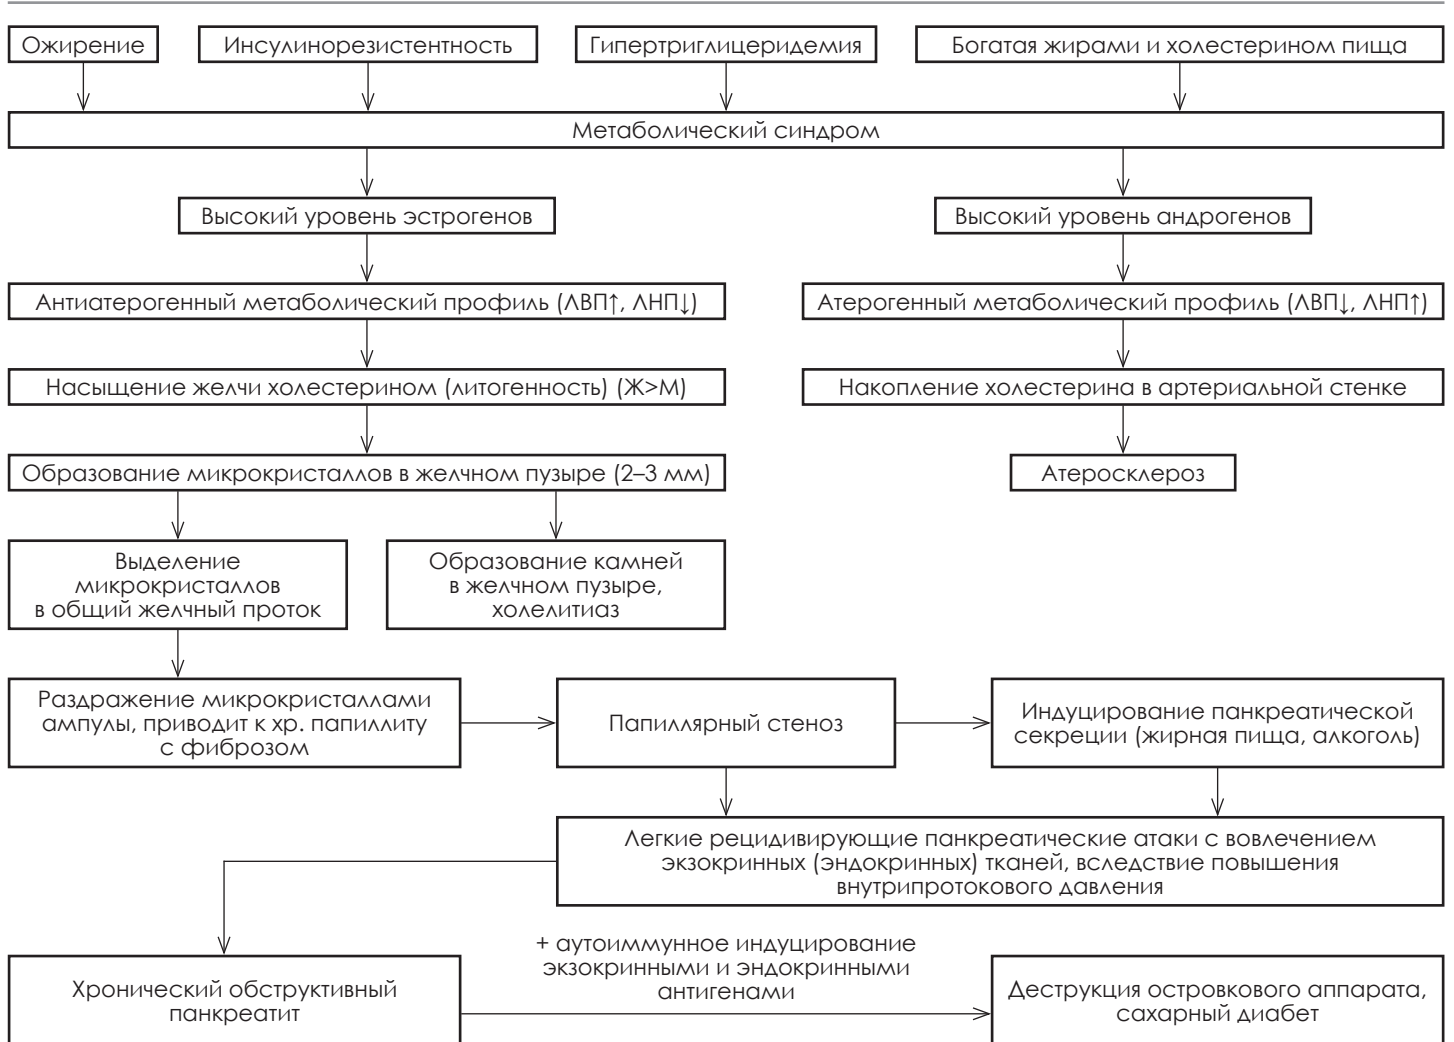 Ожирение
Инсулинорезистентность
Гипертриглицеридемия
Богатая жирами и холестерином пища
Метаболический синдром
Высокий уровень эстрогенов
Высокий уровень андрогенов
Антиатерогенный метаболический профиль (ЛВП↑, ЛНП↓)
Атерогенный метаболический профиль (ЛВП↓, ЛНП↑)
Насыщение желчи холестерином (литогенность) (Ж>М)
Накопление холестерина в артериальной стенке
Образование микрокристаллов в желчном пузыре (2–3 мм)
Атеросклероз
Выделение
микрокристаллов
в общий желчный проток
Образование камней
в желчном пузыре,
холелитиаз
Раздражение микрокристаллами
ампулы, приводит к хр. папиллиту
с фиброзом
Папиллярный стеноз
Индуцирование панкреатической
секреции (жирная пища, алкоголь)
Легкие рецидивирующие панкреатические атаки с вовлечением
экзокринных (эндокринных) тканей, вследствие повышения
внутрипротокового давления
Хронический обструктивный
панкреатит
+ аутоиммунное индуцирование
экзокринными и эндокринными
антигенами
Деструкция островкового аппарата,
сахарный диабет